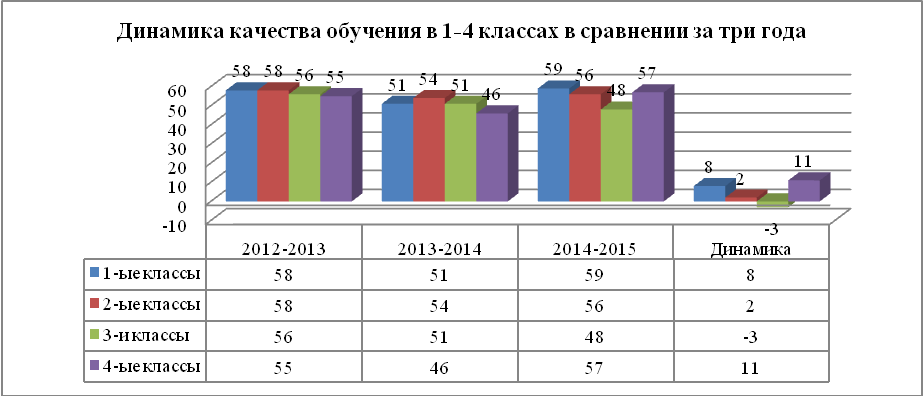 Динамика качества обучения в 1-4 классах в сравнении за три года
58 58 56 55 51 54 51 46 59 56 48 57 8 2 -3 11
60
50
40
30
20
10
0
-10
2012-2013 2013-2014 2014-2015 Динамика
1-ые классы 58 51 59 8
2-ые классы 58 54 56 2
3-и классы 56 51 48 -3
4-ые классы 55 46 57 11